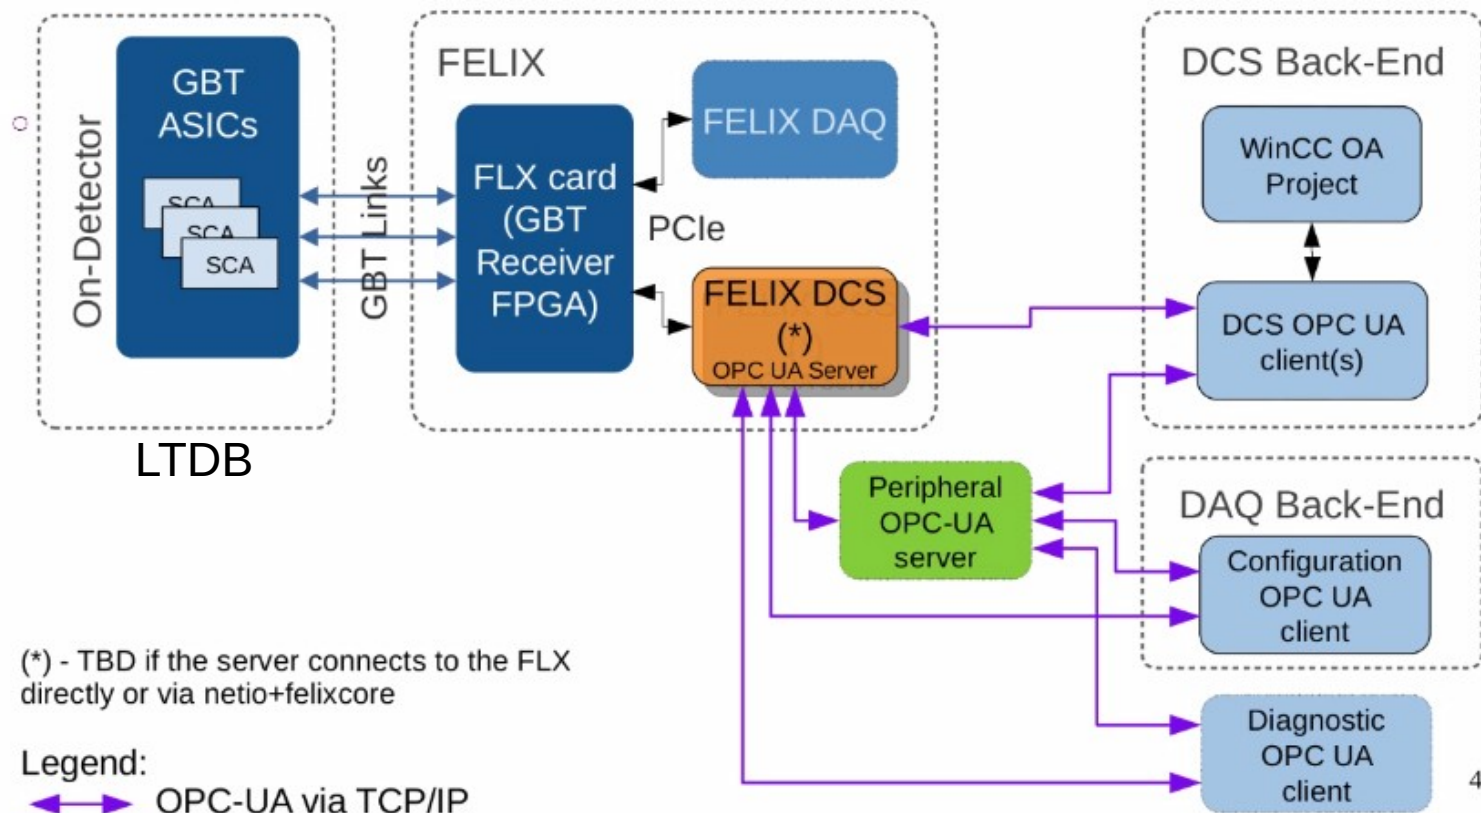 On-Detector
GBT
ASICs
SCA
SCA
SCA
LTDB
GBT Links
FELIX
FLX card
(GBT
Receiver
FPGA)
FELIX DAQ
PCIe
FELIX DCS
(*)
OPC UA Server
DCS Back-End
WinCC OA
Project
DCS OPC UA
client(s)
Peripheral
OPC-UA
server
DAQ Back-End
Configuration
OPC UA
client
Diagnostic
OPC UA
client
(*) - TBD if the server connects to the FLX
directly or via netio+felixcore
Legend:
OPC-UA via TCP/IP
4